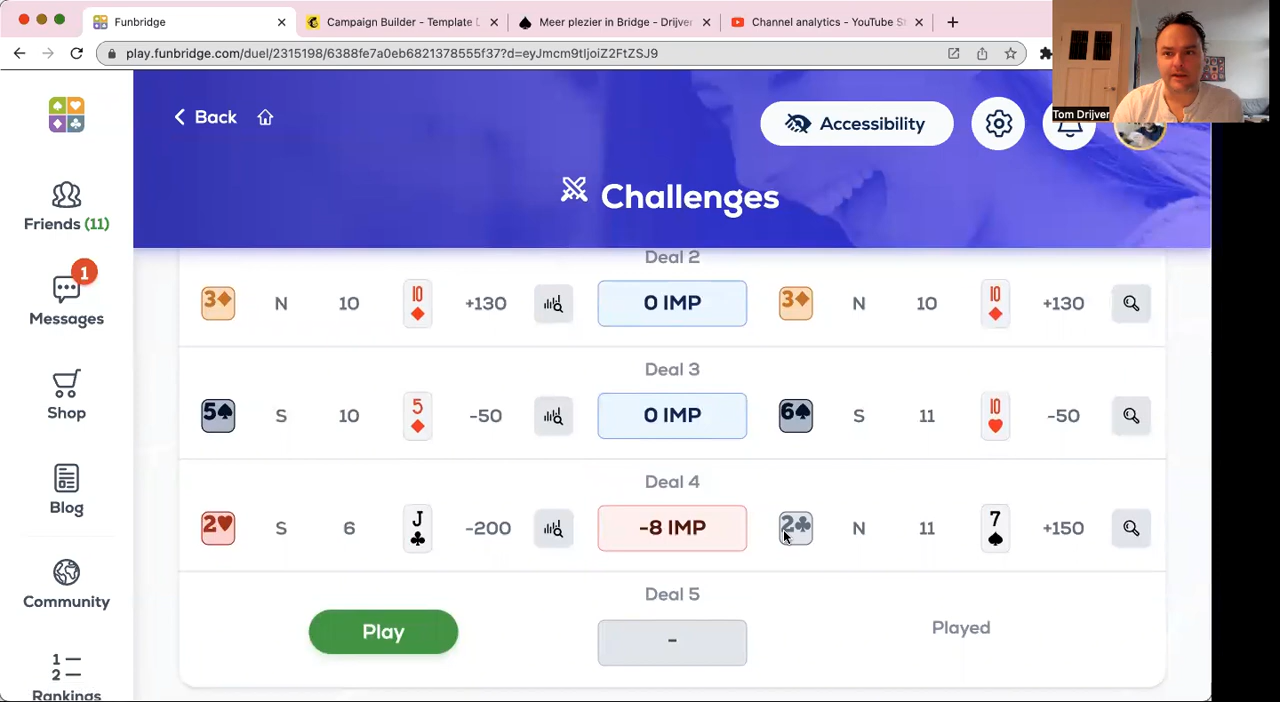 Funbridge
Campaign Builder - Template D
Meer plezier in Bridge - Drijver
Channel analytics - YouTube St
play.funbridge.com/duel/2315198/6388fe7a0eb6821378555f37?d=eyJmcm9tIjoiZ2FtZSJ9
Tom Drijver
Back
Accessibility
Challenges
Friends (11)
1
Messages
Shop
Blog
Community
1
2
Rankings
Deal 2
3♦ N 10 10♦ +130 0 IMP 3♦ N 10 10♦ +130
Deal 3
5♠ S 10 5♦ -50 0 IMP 6♠ S 11 10♥ -50
Deal 4
2♥ S 6 J♣ -200 -8 IMP 2♣ N 11 7♠ +150
Deal 5
Play - Played